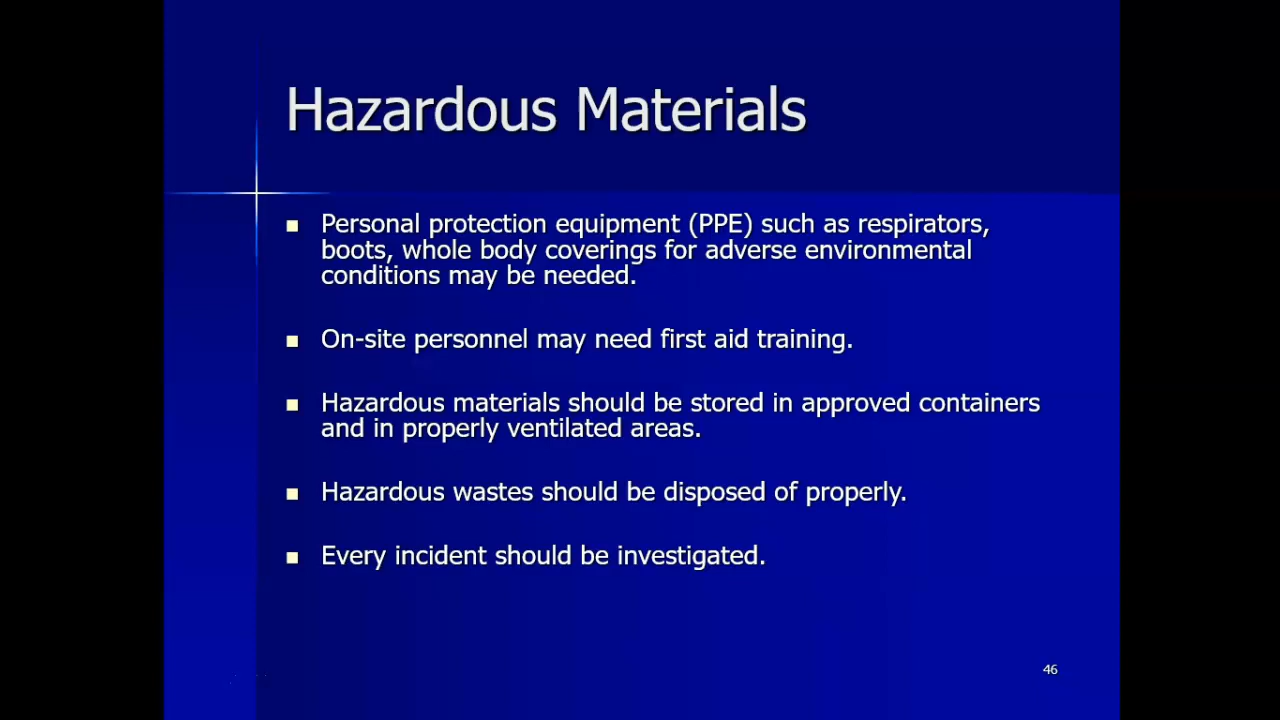 Hazardous Materials
Personal protection equipment (PPE) such as respirators,
boots, whole body coverings for adverse environmental
conditions may be needed.
On-site personnel may need first aid training.
Hazardous materials should be stored in approved containers
and in properly ventilated areas.
Hazardous wastes should be disposed of properly.
Every incident should be investigated.
46